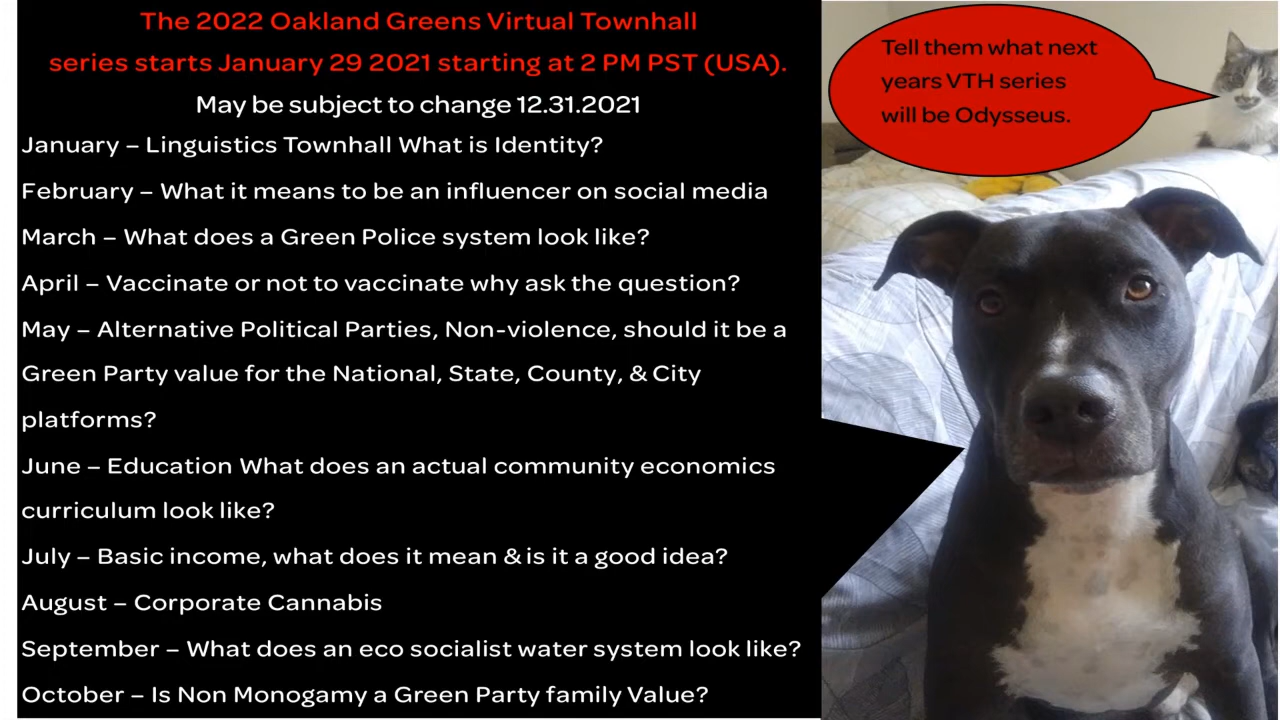 The 2022 Oakland Greens Virtual Townhall
series starts January 29 2021 starting at 2 PM PST (USA).
May be subject to change 12.31.2021
January – Linguistics Townhall What is Identity?
February – What it means to be an influencer on social media
March – What does a Green Police system look like?
April – Vaccinate or not to vaccinate why ask the question?
May – Alternative Political Parties, Non-violence, should it be a
Green Party value for the National, State, County, & City
platforms?
June – Education What does an actual community economics
curriculum look like?
July – Basic income, what does it mean & is it a good idea?
August – Corporate Cannabis
September – What does an eco socialist water system look like?
October – Is Non Monogamy a Green Party family Value?
Tell them what next
years VTH series
will be Odysseus.